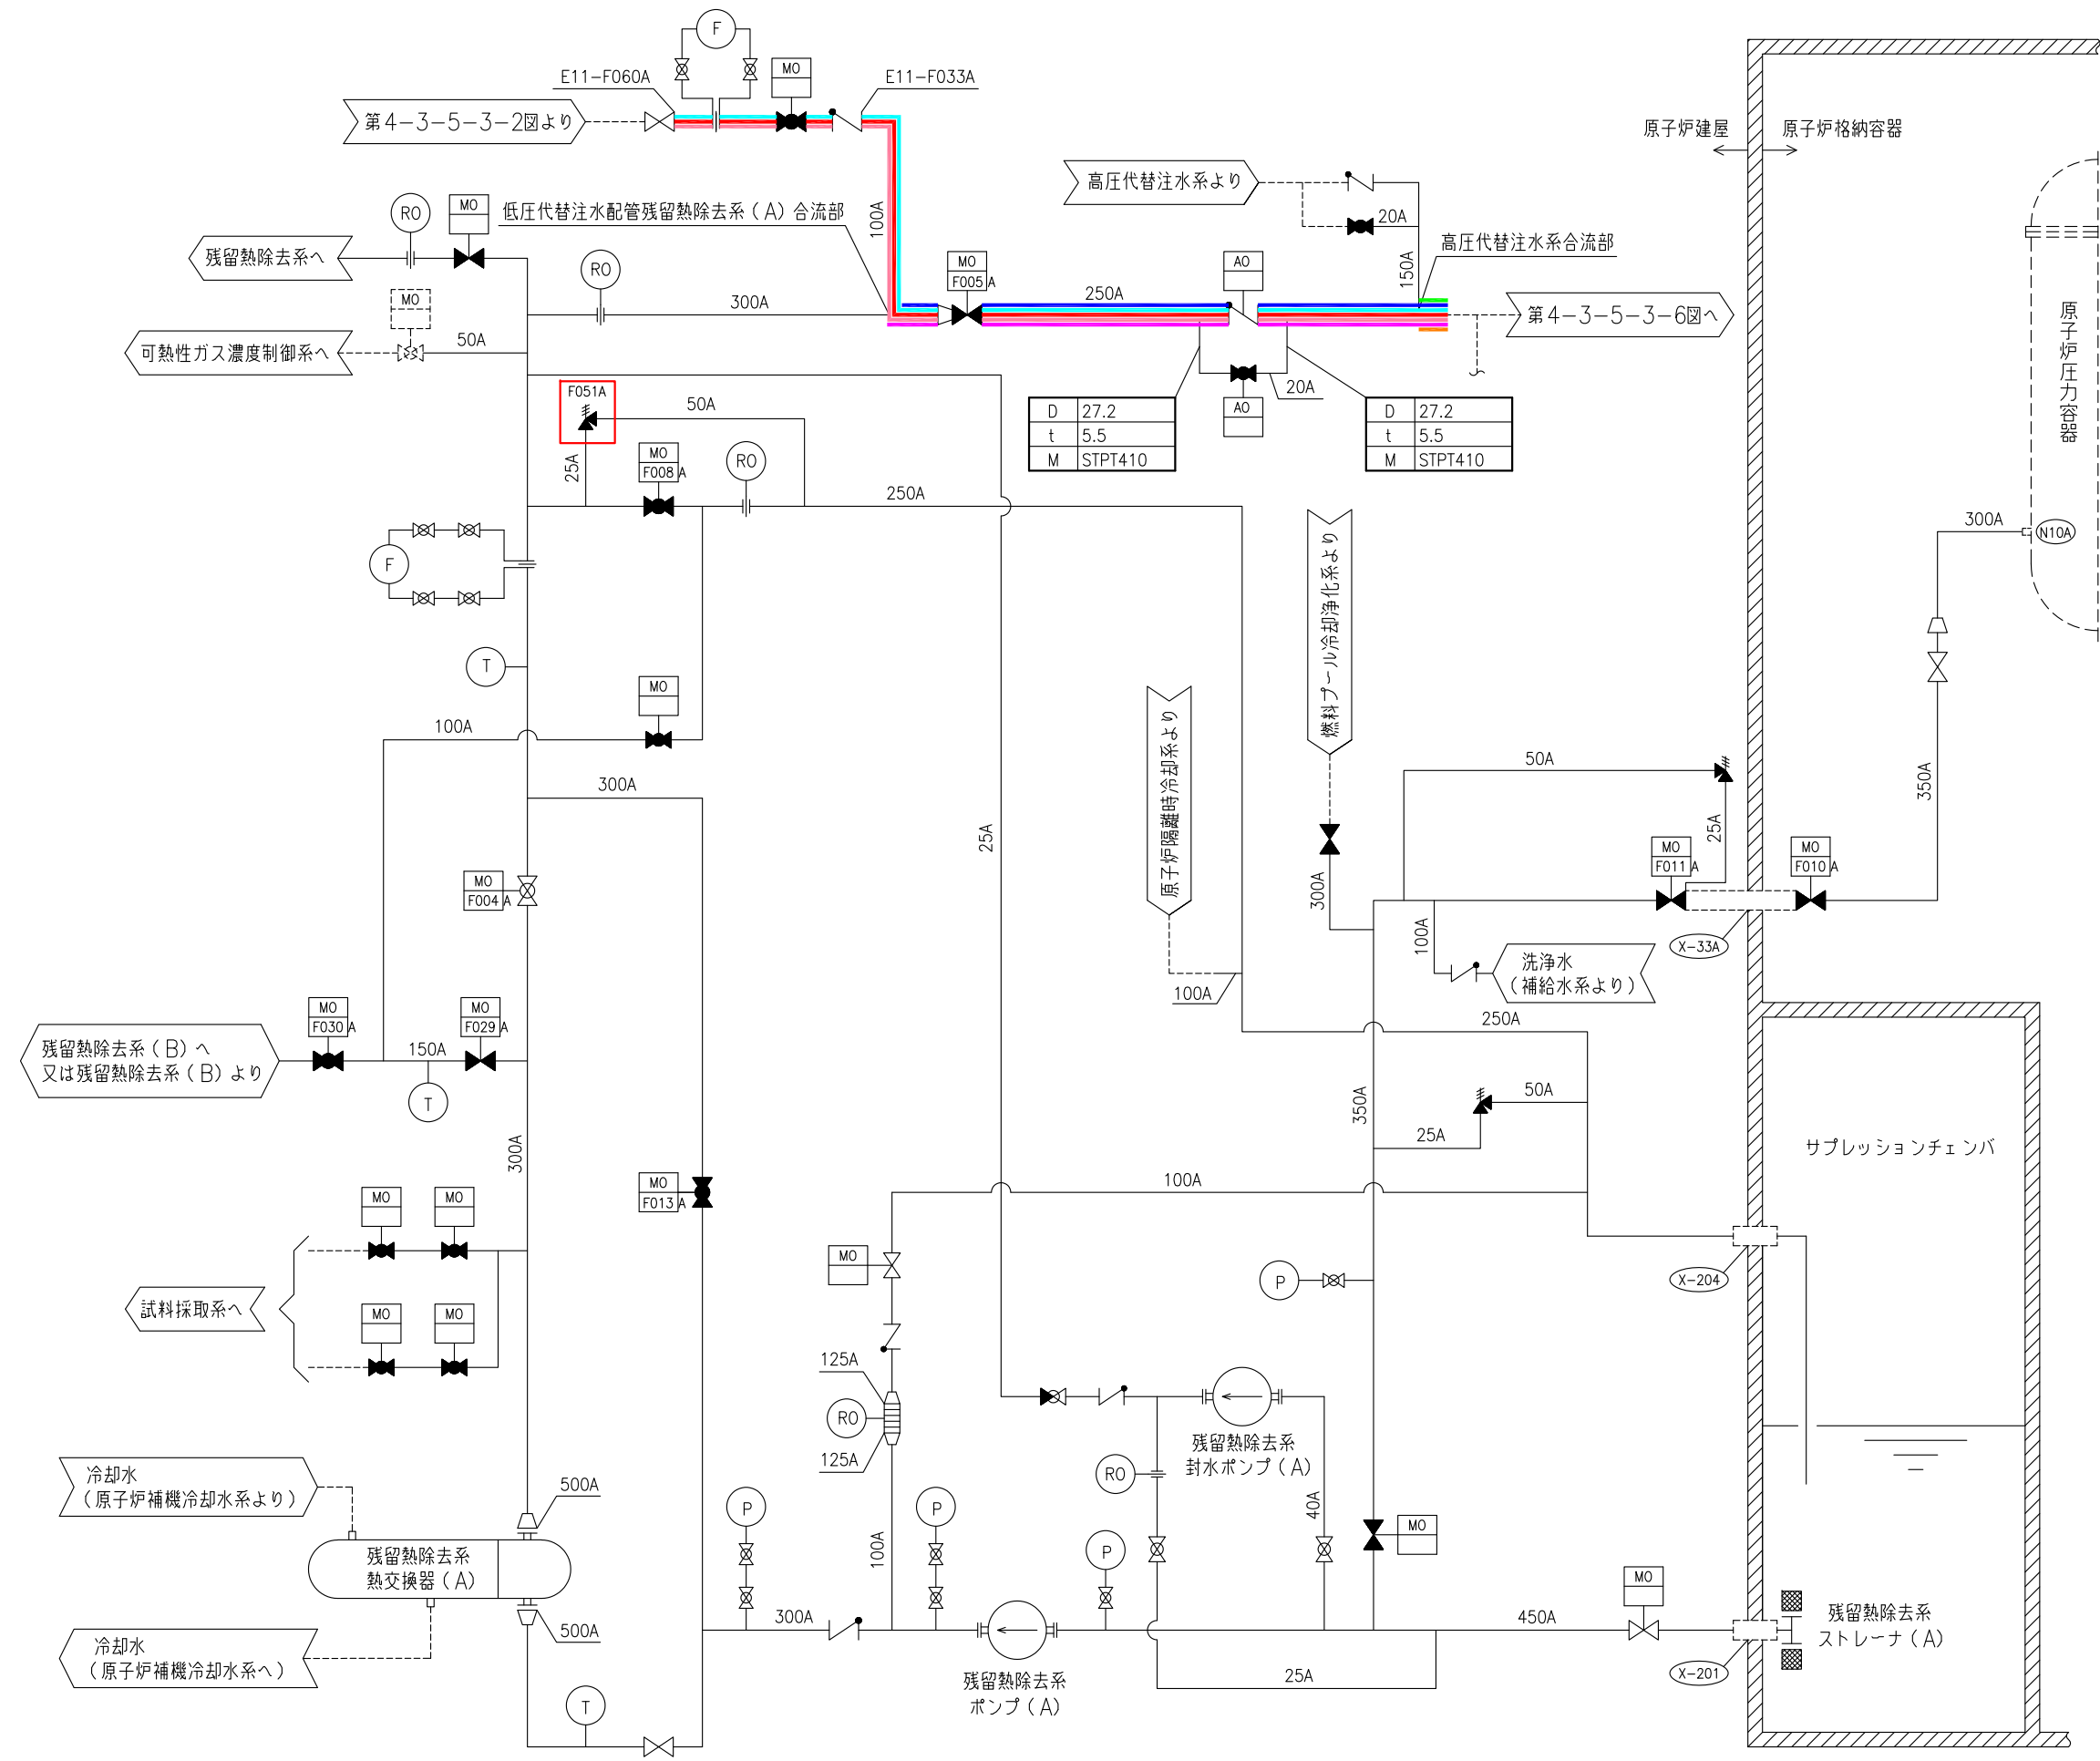 F
MO
E11-F060A
E11-F033A
第4-3-5-3-2図より
原子炉建屋
原子炉格納容器
高圧代替注水系より
RO
MO
低圧代替注水配管残留熱除去系(A)合流部
100A
20A
残留熱除去系へ
高圧代替注水系合流部
150A
RO
MO
F005A
AO
MO
300A
250A
第4-3-5-3-6図へ
可燃性ガス濃度制御系へ
50A
原子炉圧力容器
F051A
50A
20A
AO
D 27.2
t 5.5
M STPT410
D 27.2
t 5.5
M STPT410
25A
MO
F008A
RO
250A
300A
N10A
F
燃料プール冷却浄化系より
T
MO
原子炉隔離時冷却系より
100A
50A
300A
350A
25A
25A
MO
F011A
MO
F010A
MO
F004A
300A
100A
X-33A
洗浄水
(補給水系より)
100A
MO
F030A
MO
F029A
250A
残留熱除去系(B)へ
又は残留熱除去系(B)より
150A
T
50A
350A
25A
300A
サプレッションチェンバ
MO
F013A
100A
MO
MO
MO
P
X-204
試料採取系へ
MO
MO
125A
RO
125A
残留熱除去系
封水ポンプ(A)
RO
冷却水
(原子炉補機冷却水系より)
500A
P
P
40A
MO
100A
P
残留熱除去系
熱交換器(A)
MO
500A
300A
450A
残留熱除去系
ストレーナ(A)
冷却水
(原子炉補機冷却水系へ)
X-201
25A
残留熱除去系
ポンプ(A)
T